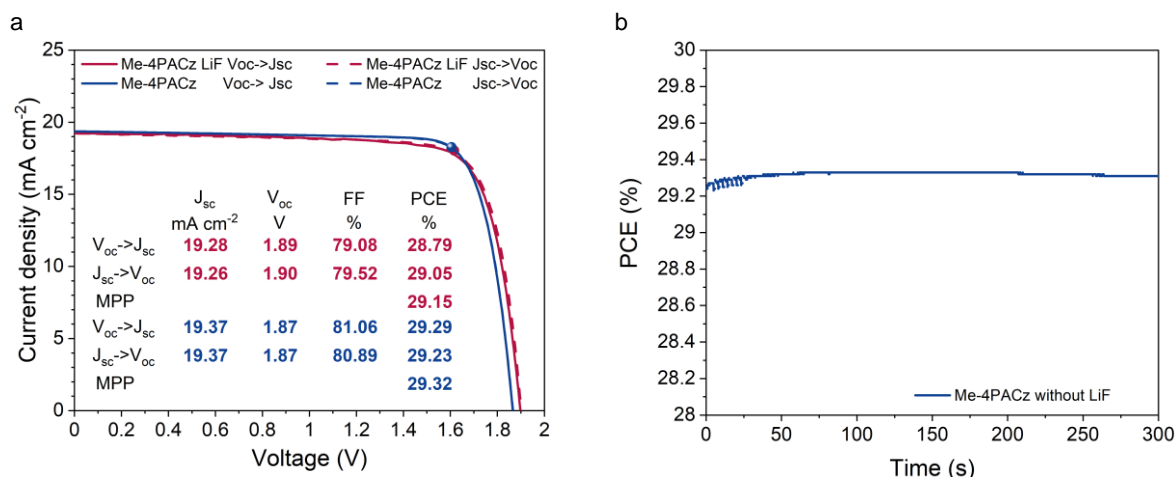 a
25
20
15
10
5
0
Current density (mA cm⁻²)
Me-4PACz LiF Voc->Jsc Me-4PACz LiF Jsc->Voc
Me-4PACz Voc-> Jsc Me-4PACz Jsc->Voc
Jsc Voc FF PCE
mA cm⁻² V % %
Voc->Jsc 19.28 1.89 79.08 28.79
Jsc->Voc 19.26 1.90 79.52 29.05
MPP 29.15
Voc->Jsc 19.37 1.87 81.06 29.29
Jsc->Voc 19.37 1.87 80.89 29.23
MPP 29.32
0 0.2 0.4 0.6 0.8 1 1.2 1.4 1.6 1.8 2
Voltage (V)
b
30
29.8
29.6
29.4
29.2
29
28.8
28.6
28.4
28.2
28
PCE (%)
Me-4PACz without LiF
0 50 100 150 200 250 300
Time (s)